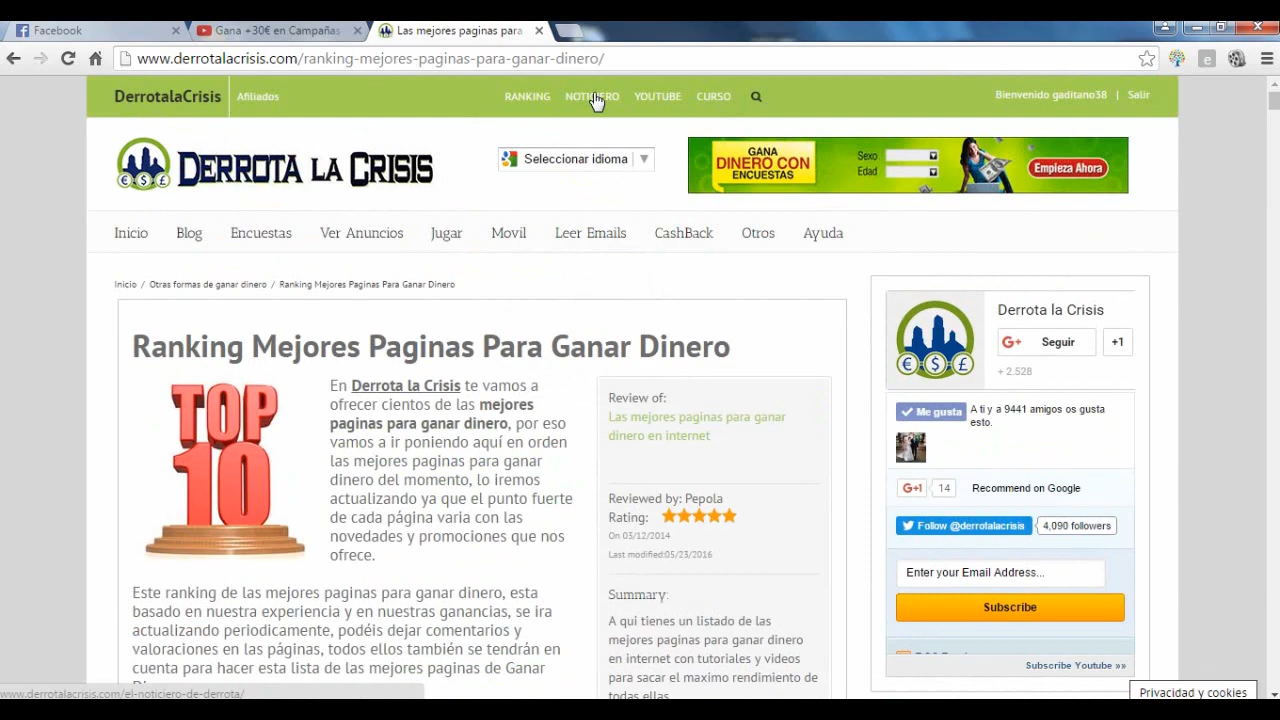 Facebook
Gana +30€ en Campañas
Las mejores paginas para
www.derrotalacrisis.com/ranking-mejores-paginas-para-ganar-dinero/
DerrotalaCrisis
Afiliados
RANKING
NOTICIERO
YOUTUBE
CURSO
Bienvenido gaditano38 | Salir
DERROTA LA CRISIS
Seleccionar idioma
GANA
DINERO CON
ENCUESTAS
Sexo
Edad
Empieza Ahora
Inicio
Blog
Encuestas
Ver Anuncios
Jugar
Movil
Leer Emails
CashBack
Otros
Ayuda
Inicio / Otras formas de ganar dinero / Ranking Mejores Paginas Para Ganar Dinero
Ranking Mejores Paginas Para Ganar Dinero
TOP
10
En Derrota la Crisis te vamos a
ofrecer cientos de las mejores
paginas para ganar dinero, por eso
vamos a ir poniendo aquí en orden
las mejores paginas para ganar
dinero del momento, lo iremos
actualizando ya que el punto fuerte
de cada página varia con las
novedades y promociones que nos
ofrece.
Este ranking de las mejores paginas para ganar dinero, esta
basado en nuestra experiencia y en nuestras ganancias, se ira
actualizando periodicamente, podéis dejar comentarios y
valoraciones en las páginas, todos ellos también se tendrán en
cuenta para hacer esta lista de las mejores paginas de Ganar
Review of:
Las mejores paginas para ganar
dinero en internet
Reviewed by: Pepola
Rating:
On 03/12/2014
Last modified:05/23/2016
Summary:
A qui tienes un listado de las
mejores paginas para ganar dinero
en internet con tutoriales y videos
para sacar el maximo rendimiento de
todas ellas.
Derrota la Crisis
G+ Seguir
+1
+ 2.528
Me gusta
A ti y a 9441 amigos os gusta
esto.
G+1
14
Recommend on Google
Follow @derrotalacrisis
4,090 followers
Enter your Email Address...
Subscribe
Subscribe Youtube »»
Privacidad y cookies
www.derrotalacrisis.com/el-noticiero-de-derrota/